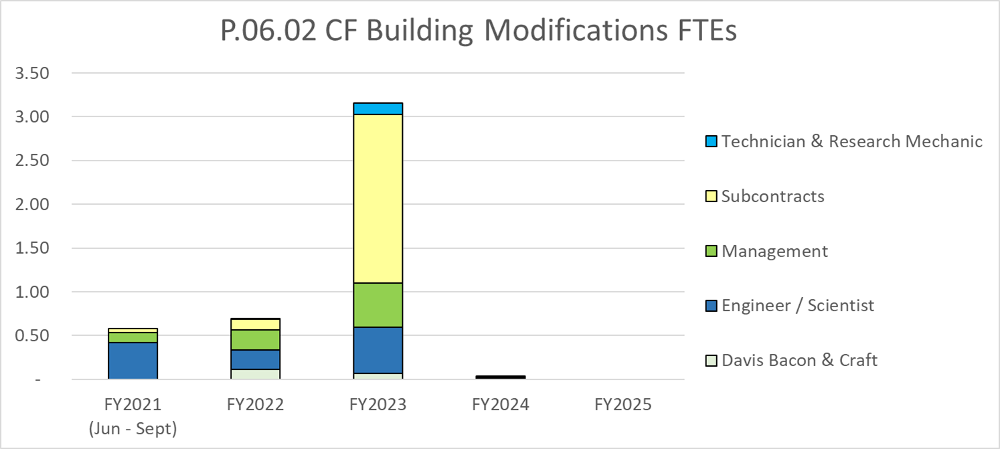 P.06.02 CF Building Modifications FTEs
3.50
3.00
2.50
2.00
1.50
1.00
0.50
-
FY2021
(Jun - Sept)
FY2022
FY2023
FY2024
FY2025
Technician & Research Mechanic
Subcontracts
Management
Engineer / Scientist
Davis Bacon & Craft